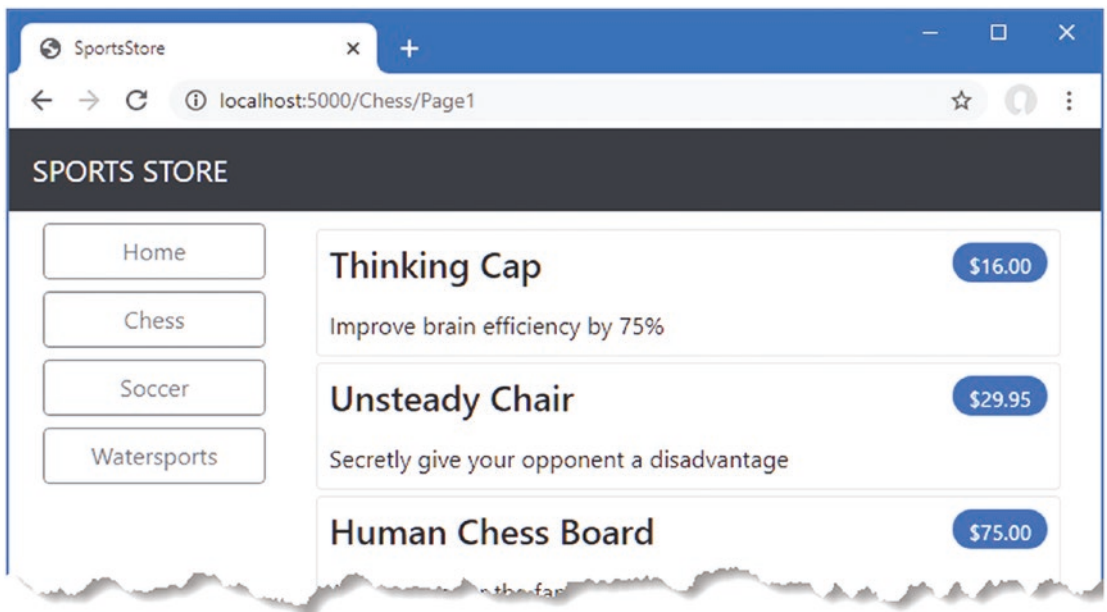 SportsStore
localhost:5000/Chess/Page1
SPORTS STORE
Home
Chess
Soccer
Watersports
Thinking Cap
$16.00
Improve brain efficiency by 75%
Unsteady Chair
$29.95
Secretly give your opponent a disadvantage
Human Chess Board
$75.00
the